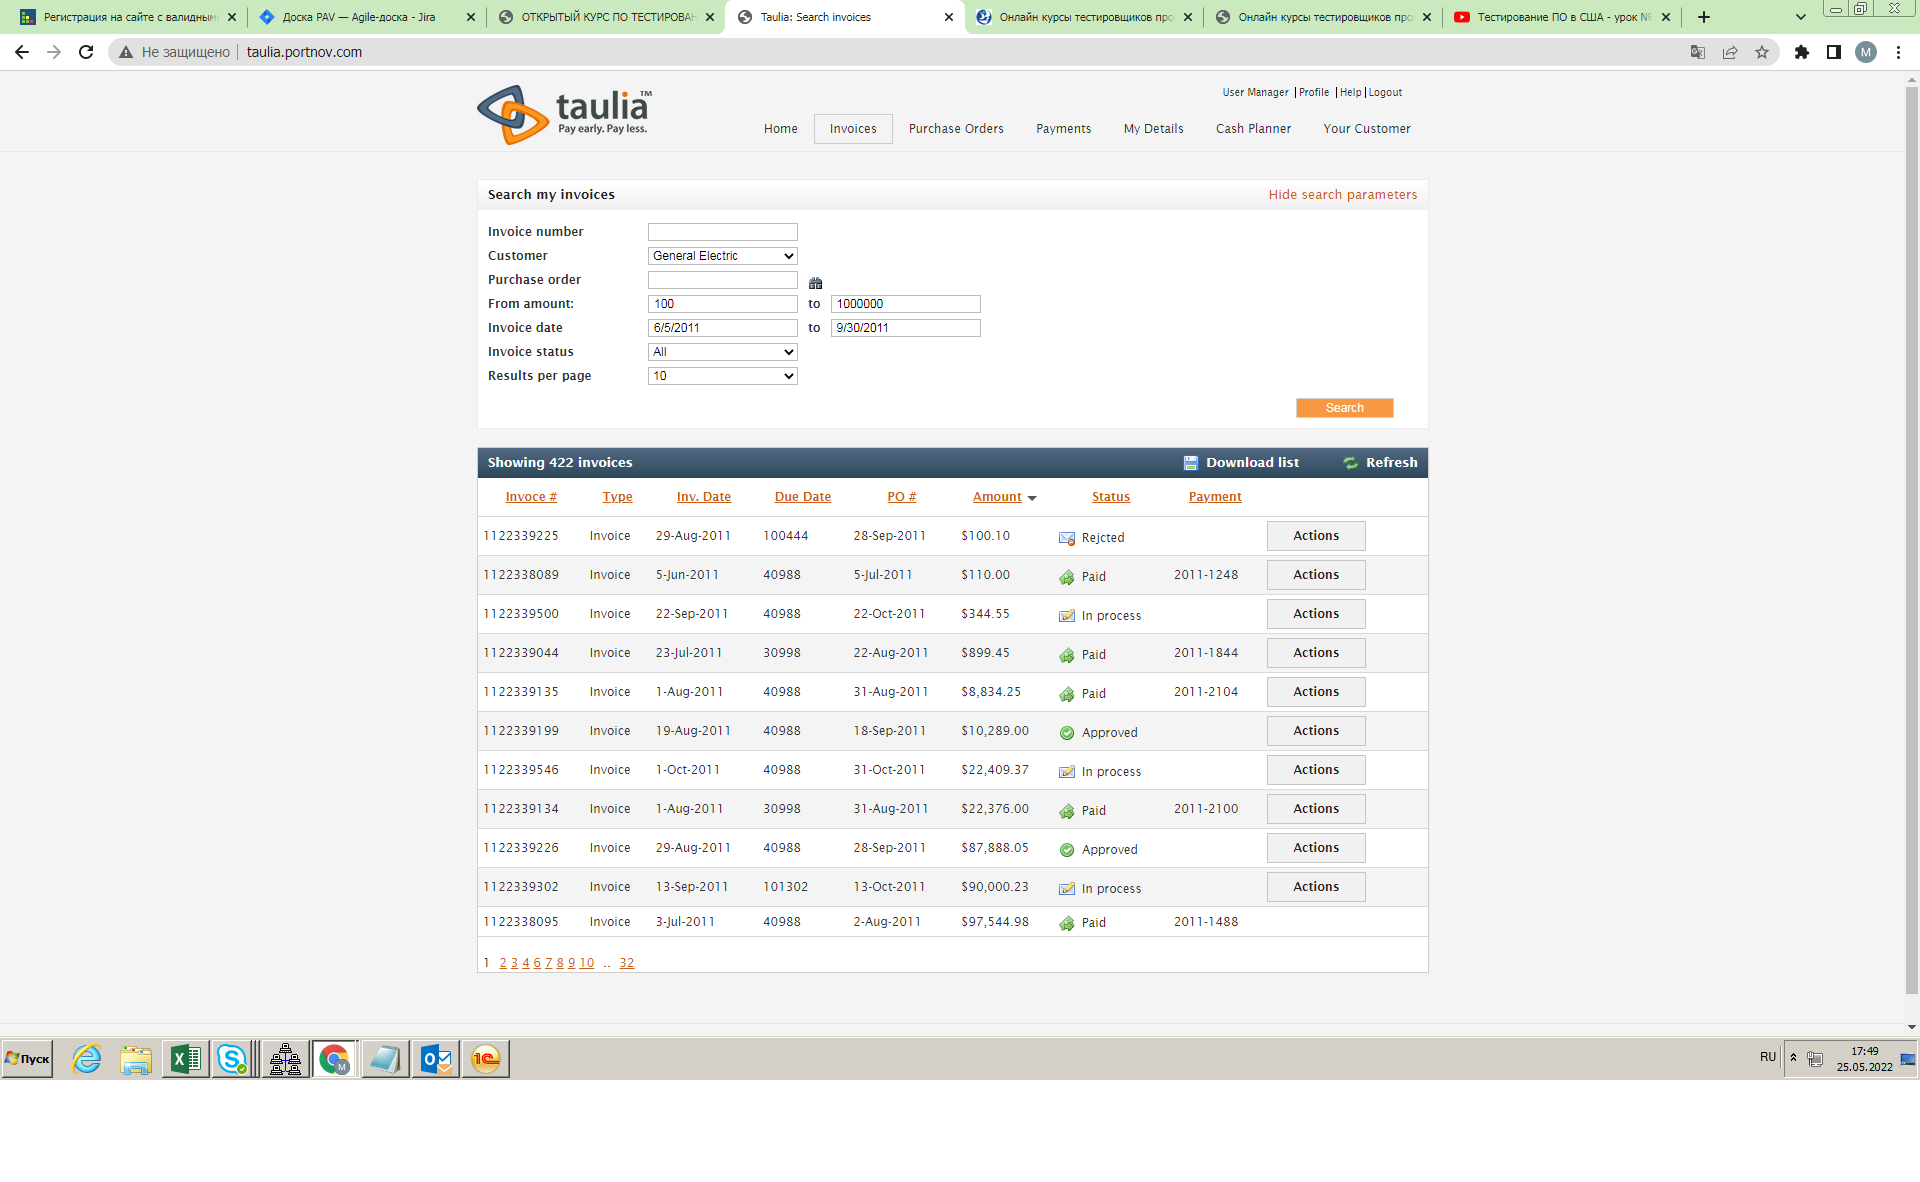 Регистрация на сайте с валидным
Доска PAV — Agile-доска - Jira
ОТКРЫТЫЙ КУРС ПО ТЕСТИРОВАН
Taulia: Search invoices
Онлайн курсы тестировщиков про
Онлайн курсы тестировщиков про
Тестирование ПО в США - урок №
Не защищено
taulia.portnov.com
M
taulia™
Pay early. Pay less.
User Manager | Profile | Help | Logout
Home Invoices Purchase Orders Payments My Details Cash Planner Your Customer
Search my invoices Hide search parameters
Invoice number
Customer General Electric
Purchase order
From amount: 100 to 1000000
Invoice date 6/5/2011 to 9/30/2011
Invoice status All
Results per page 10
Search
Showing 422 invoices Download list Refresh
Invoce # Type Inv. Date Due Date PO # Amount Status Payment
1122339225 Invoice 29-Aug-2011 100444 28-Sep-2011 $100.10 Rejcted Actions
1122338089 Invoice 5-Jun-2011 40988 5-Jul-2011 $110.00 Paid 2011-1248 Actions
1122339500 Invoice 22-Sep-2011 40988 22-Oct-2011 $344.55 In process Actions
1122339044 Invoice 23-Jul-2011 30998 22-Aug-2011 $899.45 Paid 2011-1844 Actions
1122339135 Invoice 1-Aug-2011 40988 31-Aug-2011 $8,834.25 Paid 2011-2104 Actions
1122339199 Invoice 19-Aug-2011 40988 18-Sep-2011 $10,289.00 Approved Actions
1122339546 Invoice 1-Oct-2011 40988 31-Oct-2011 $22,409.37 In process Actions
1122339134 Invoice 1-Aug-2011 30998 31-Aug-2011 $22,376.00 Paid 2011-2100 Actions
1122339226 Invoice 29-Aug-2011 40988 28-Sep-2011 $87,888.05 Approved Actions
1122339302 Invoice 13-Sep-2011 101302 13-Oct-2011 $90,000.23 In process Actions
1122338095 Invoice 3-Jul-2011 40988 2-Aug-2011 $97,544.98 Paid 2011-1488
1 2 3 4 5 6 7 8 9 10 .. 32
Пуск
M
1C
RU
17:49
25.05.2022